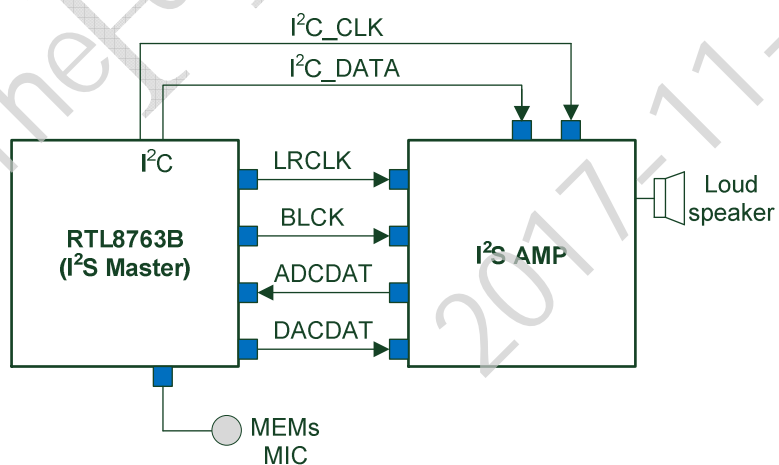 I²C_CLK
I²C_DATA
I²C
LRCLK
BLCK
ADCDAT
DACDAT
RTL8763B
(I²S Master)
I²S AMP
Loud
speaker
MEMs
MIC
2017-11-